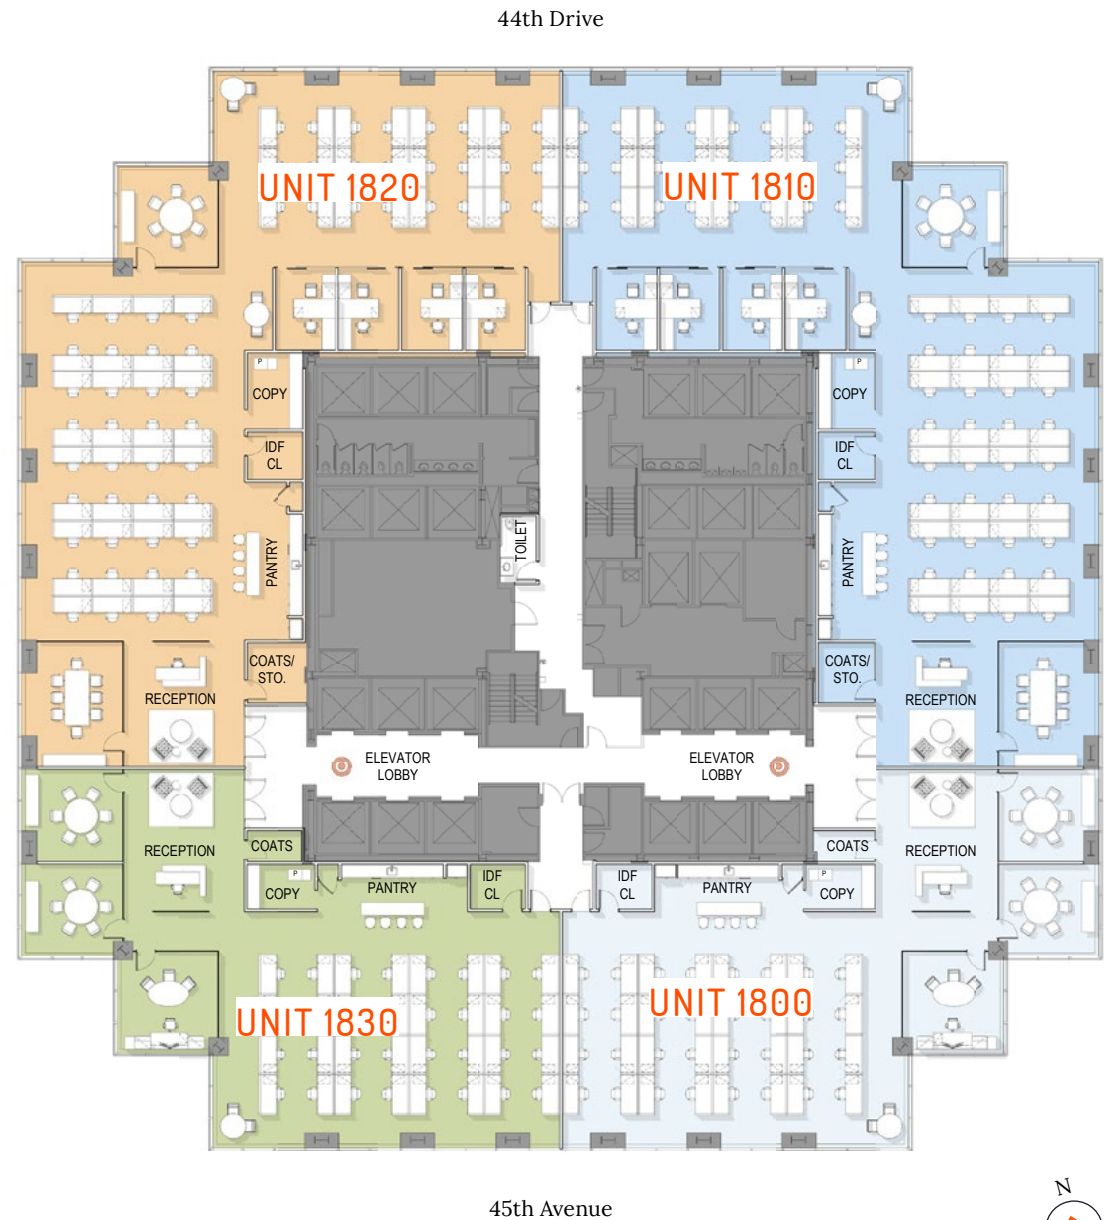 44th Drive
UNIT 1820
UNIT 1810
P
COPY
P
COPY
IDF
CL
IDF
CL
TOILET
PANTRY
PANTRY
COATS/
STO.
COATS/
STO.
RECEPTION
RECEPTION
ELEVATOR
LOBBY
ELEVATOR
LOBBY
RECEPTION
COATS
COATS
RECEPTION
P
COPY
PANTRY
IDF
CL
IDF
CL
PANTRY
P
COPY
UNIT 1830
UNIT 1800
45th Avenue
N